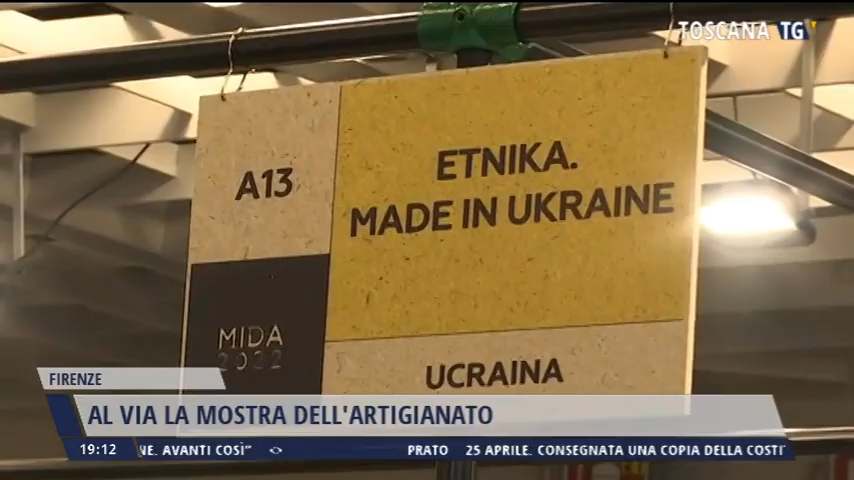 TOSCANA TG
A13
ETNIKA.
MADE IN UKRAINE
MIDA
2022
UCRAINA
FIRENZE
AL VIA LA MOSTRA DELL'ARTIGIANATO
19:12 NE. AVANTI COSÌ" PRATO 25 APRILE. CONSEGNATA UNA COPIA DELLA COSTI